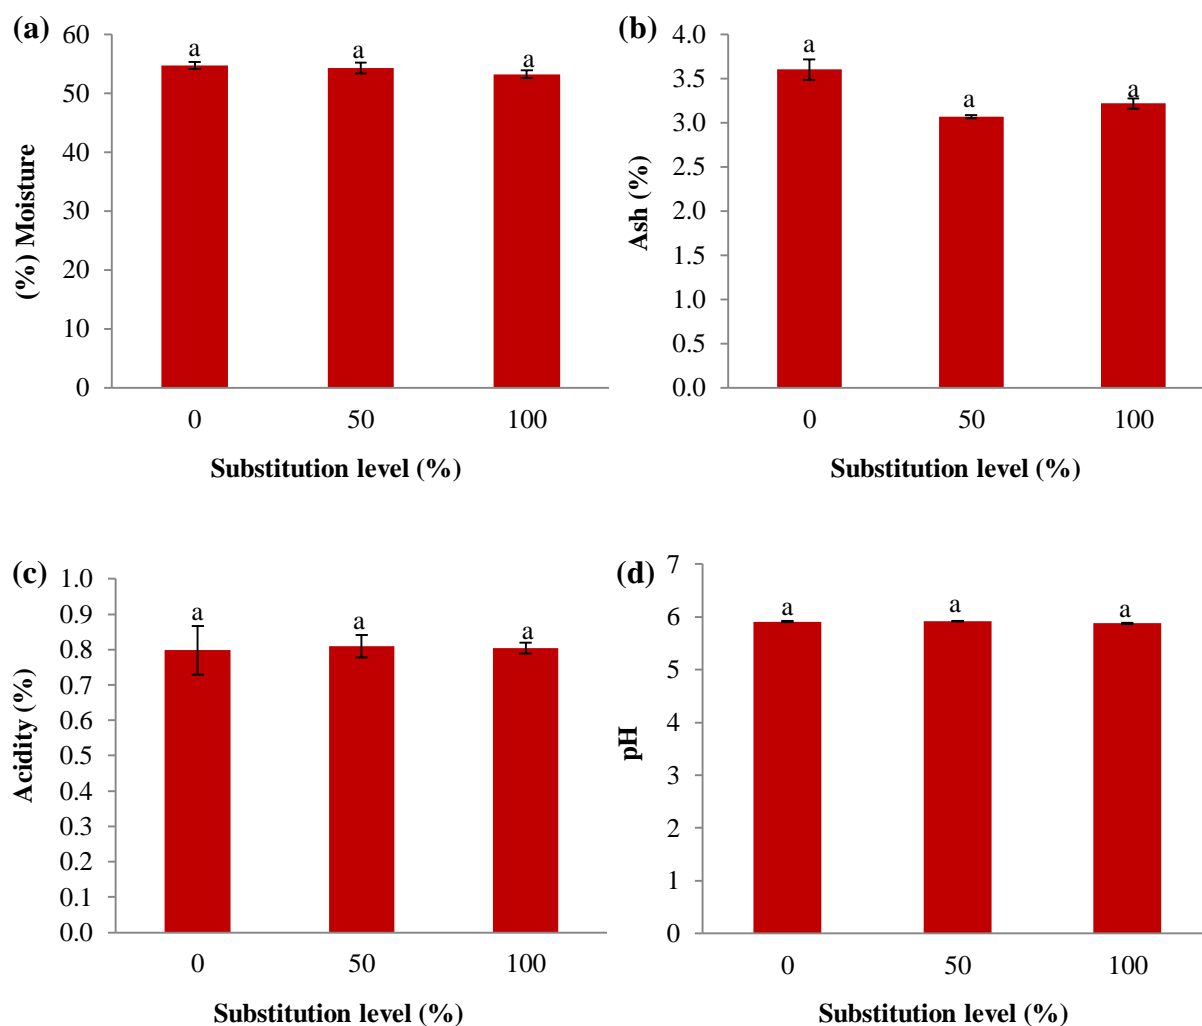 (a)
(%) Moisture
60
50
40
30
20
10
0
a
a
a
0 50 100
Substitution level (%)
(b)
Ash (%)
4.0
3.5
3.0
2.5
2.0
1.5
1.0
0.5
0.0
a
a
a
0 50 100
Substitution level (%)
(c)
Acidity (%)
1.0
0.9
0.8
0.7
0.6
0.5
0.4
0.3
0.2
0.1
0.0
a
a
a
0 50 100
Substitution level (%)
(d)
pH
7
6
5
4
3
2
1
0
a
a
a
0 50 100
Substitution level (%)